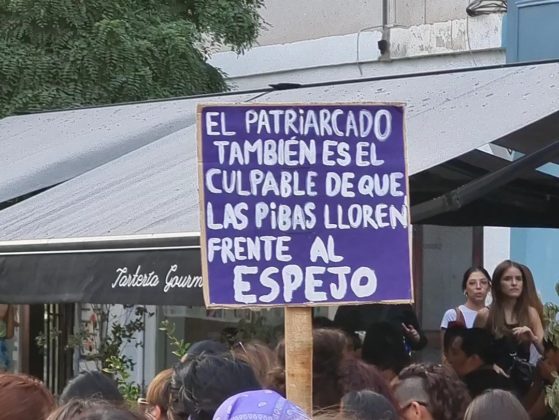 EL PATRiARCADO
TAMBIÉN ES EL
CULPABLE DE QUE
LAS PiBAS LLOREN
FRENTE AL
ESPEJO
Tartería Gourm